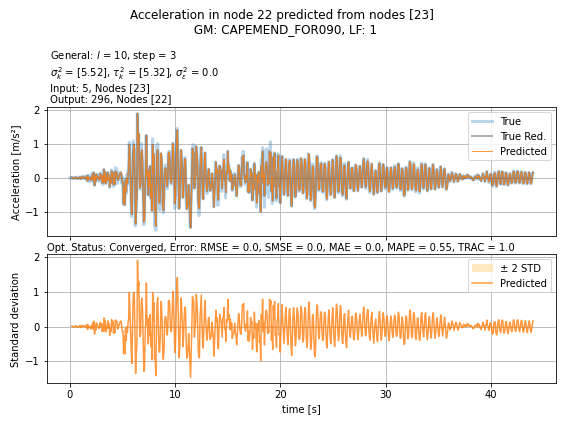 Acceleration in node 22 predicted from nodes [23]
GM: CAPEMEND_FOR090, LF: 1
General: l = 10, step = 3
σ²ₖ = [5.52], τ²ₖ = [5.32], σ²ε = 0.0
Input: 5, Nodes [23]
Output: 296, Nodes [22]
Acceleration [m/s²]
2
1
0
−1
True
True Red.
Predicted
Opt. Status: Converged, Error: RMSE = 0.0, SMSE = 0.0, MAE = 0.0, MAPE = 0.55, TRAC = 1.0
Standard deviation
2
1
0
−1
± 2 STD
Predicted
0 10 20 30 40
time [s]